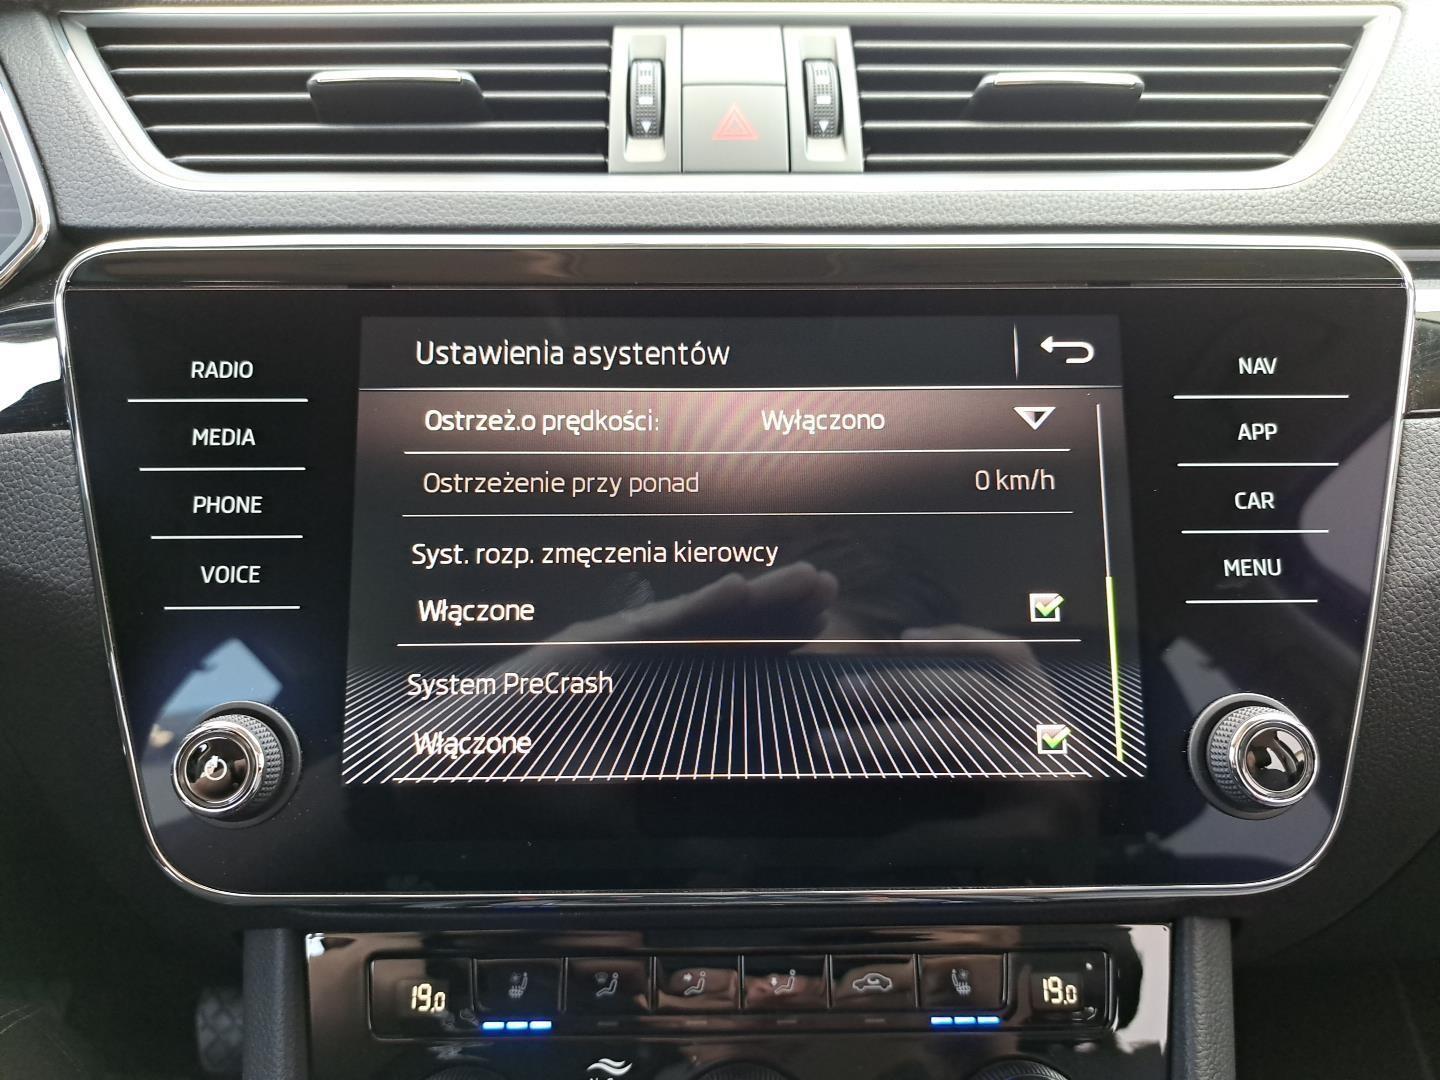 Ustawienia asystentów
RADIO
MEDIA
PHONE
VOICE
Ostrzeż.o prędkości: Wyłączono
Ostrzeżenie przy ponad 0 km/h
Syst. rozp. zmęczenia kierowcy
Włączone
System PreCrash
Włączone
NAV
APP
CAR
MENU
19.0
19.0